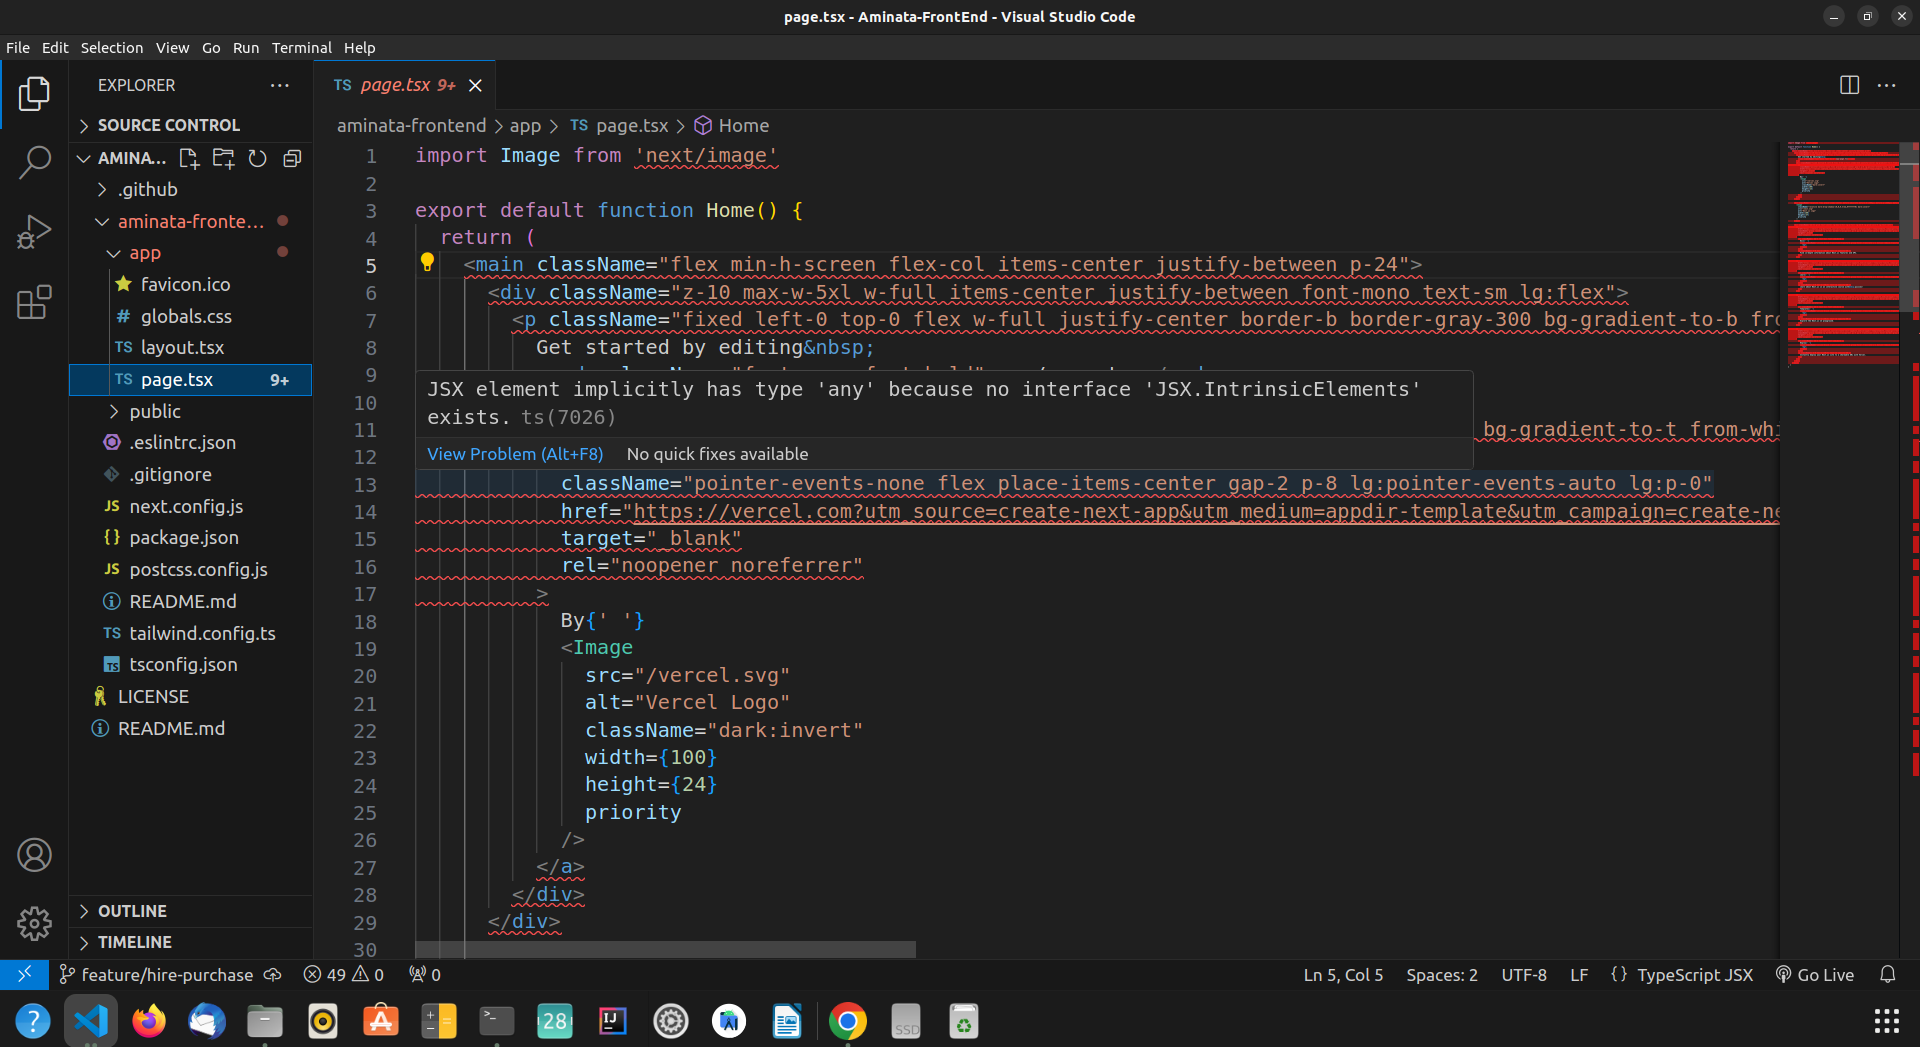 page.tsx - Aminata-FrontEnd - Visual Studio Code
File Edit Selection View Go Run Terminal Help
EXPLORER
SOURCE CONTROL
AMINA...
.github
aminata-fronte...
app
favicon.ico
# globals.css
TS layout.tsx
TS page.tsx 9+
public
.eslintrc.json
.gitignore
JS next.config.js
{} package.json
JS postcss.config.js
README.md
TS tailwind.config.ts
TS tsconfig.json
LICENSE
README.md
OUTLINE
TIMELINE
TS page.tsx 9+
aminata-frontend > app > TS page.tsx > Home
1 import Image from 'next/image'
2
3 export default function Home() {
4 return (
5 <main className="flex min-h-screen flex-col items-center justify-between p-24">
6 <div className="z-10 max-w-5xl w-full items-center justify-between font-mono text-sm lg:flex">
7 <p className="fixed left-0 top-0 flex w-full justify-center border-b border-gray-300 bg-gradient-to-b fro
8 Get started by editing&nbsp;
9
JSX element implicitly has type 'any' because no interface 'JSX.IntrinsicElements'
exists. ts(7026)
View Problem (Alt+F8) No quick fixes available
10
11 bg-gradient-to-t from-whi
12
13 className="pointer-events-none flex place-items-center gap-2 p-8 lg:pointer-events-auto lg:p-0"
14 href="https://vercel.com?utm_source=create-next-app&utm_medium=appdir-template&utm_campaign=create-ne
15 target="_blank"
16 rel="noopener noreferrer"
17 >
18 By{' '}
19 <Image
20 src="/vercel.svg"
21 alt="Vercel Logo"
22 className="dark:invert"
23 width={100}
24 height={24}
25 priority
26 />
27 </a>
28 </div>
29 </div>
30
feature/hire-purchase 49 0 0 Ln 5, Col 5 Spaces: 2 UTF-8 LF {} TypeScript JSX Go Live
28 IJ SSD